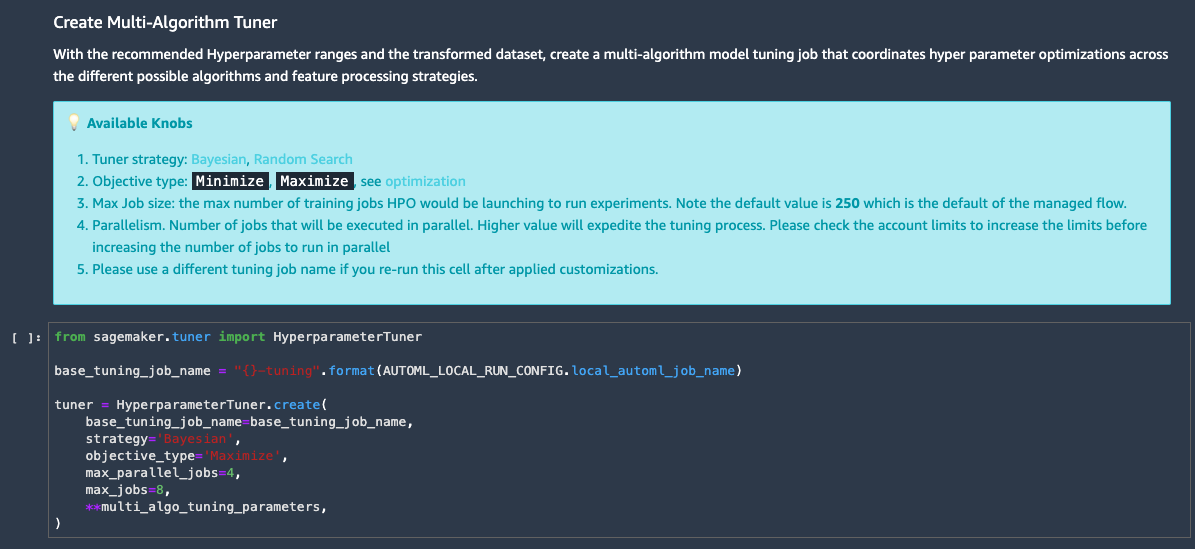 Create Multi-Algorithm Tuner
With the recommended Hyperparameter ranges and the transformed dataset, create a multi-algorithm model tuning job that coordinates hyper parameter optimizations across
the different possible algorithms and feature processing strategies.
Available Knobs
1. Tuner strategy: Bayesian, Random Search
2. Objective type: Minimize, Maximize, see optimization
3. Max Job size: the max number of training jobs HPO would be launching to run experiments. Note the default value is 250 which is the default of the managed flow.
4. Parallelism. Number of jobs that will be executed in parallel. Higher value will expedite the tuning process. Please check the account limits to increase the limits before
increasing the number of jobs to run in parallel
5. Please use a different tuning job name if you re-run this cell after applied customizations.
[ ]: from sagemaker.tuner import HyperparameterTuner
base_tuning_job_name = "{}-tuning".format(AUTOML_LOCAL_RUN_CONFIG.local_automl_job_name)
tuner = HyperparameterTuner.create(
    base_tuning_job_name=base_tuning_job_name,
    strategy='Bayesian',
    objective_type='Maximize',
    max_parallel_jobs=4,
    max_jobs=8,
    **multi_algo_tuning_parameters,
)